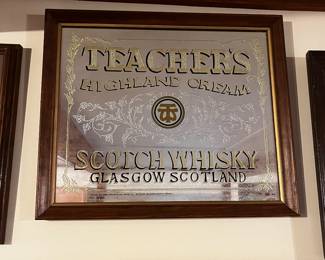 TEACHER'S
HIGHLAND CREAM
SCOTCH WHISKY
GLASGOW SCOTLAND